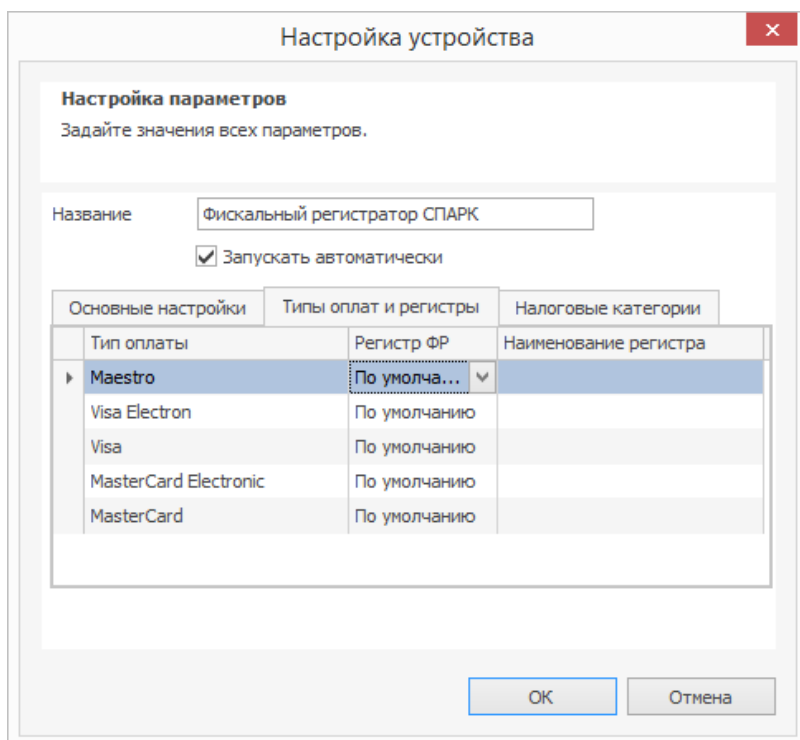 Настройка устройства
Настройка параметров
Задайте значения всех параметров.
Название Фискальный регистратор СПАРК
Запускать автоматически
Основные настройки Типы оплат и регистры Налоговые категории
Тип оплаты Регистр ФР Наименование регистра
Maestro По умолча...
Visa Electron По умолчанию
Visa По умолчанию
MasterCard Electronic По умолчанию
MasterCard По умолчанию
OK Отмена